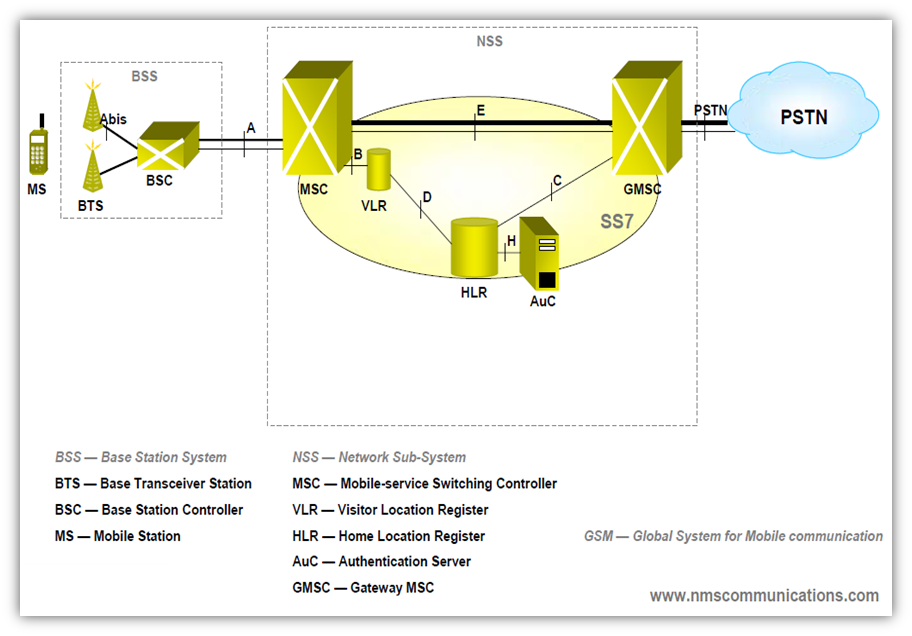 NSS
BSS
Abis
A
E
PSTN
PSTN
B
C
D
H
MS
BTS
BSC
MSC
VLR
GMSC
SS7
HLR
AuC
BSS — Base Station System
BTS — Base Transceiver Station
BSC — Base Station Controller
MS — Mobile Station
NSS — Network Sub-System
MSC — Mobile-service Switching Controller
VLR — Visitor Location Register
HLR — Home Location Register
AuC — Authentication Server
GMSC — Gateway MSC
GSM — Global System for Mobile communication
www.nmscommunications.com